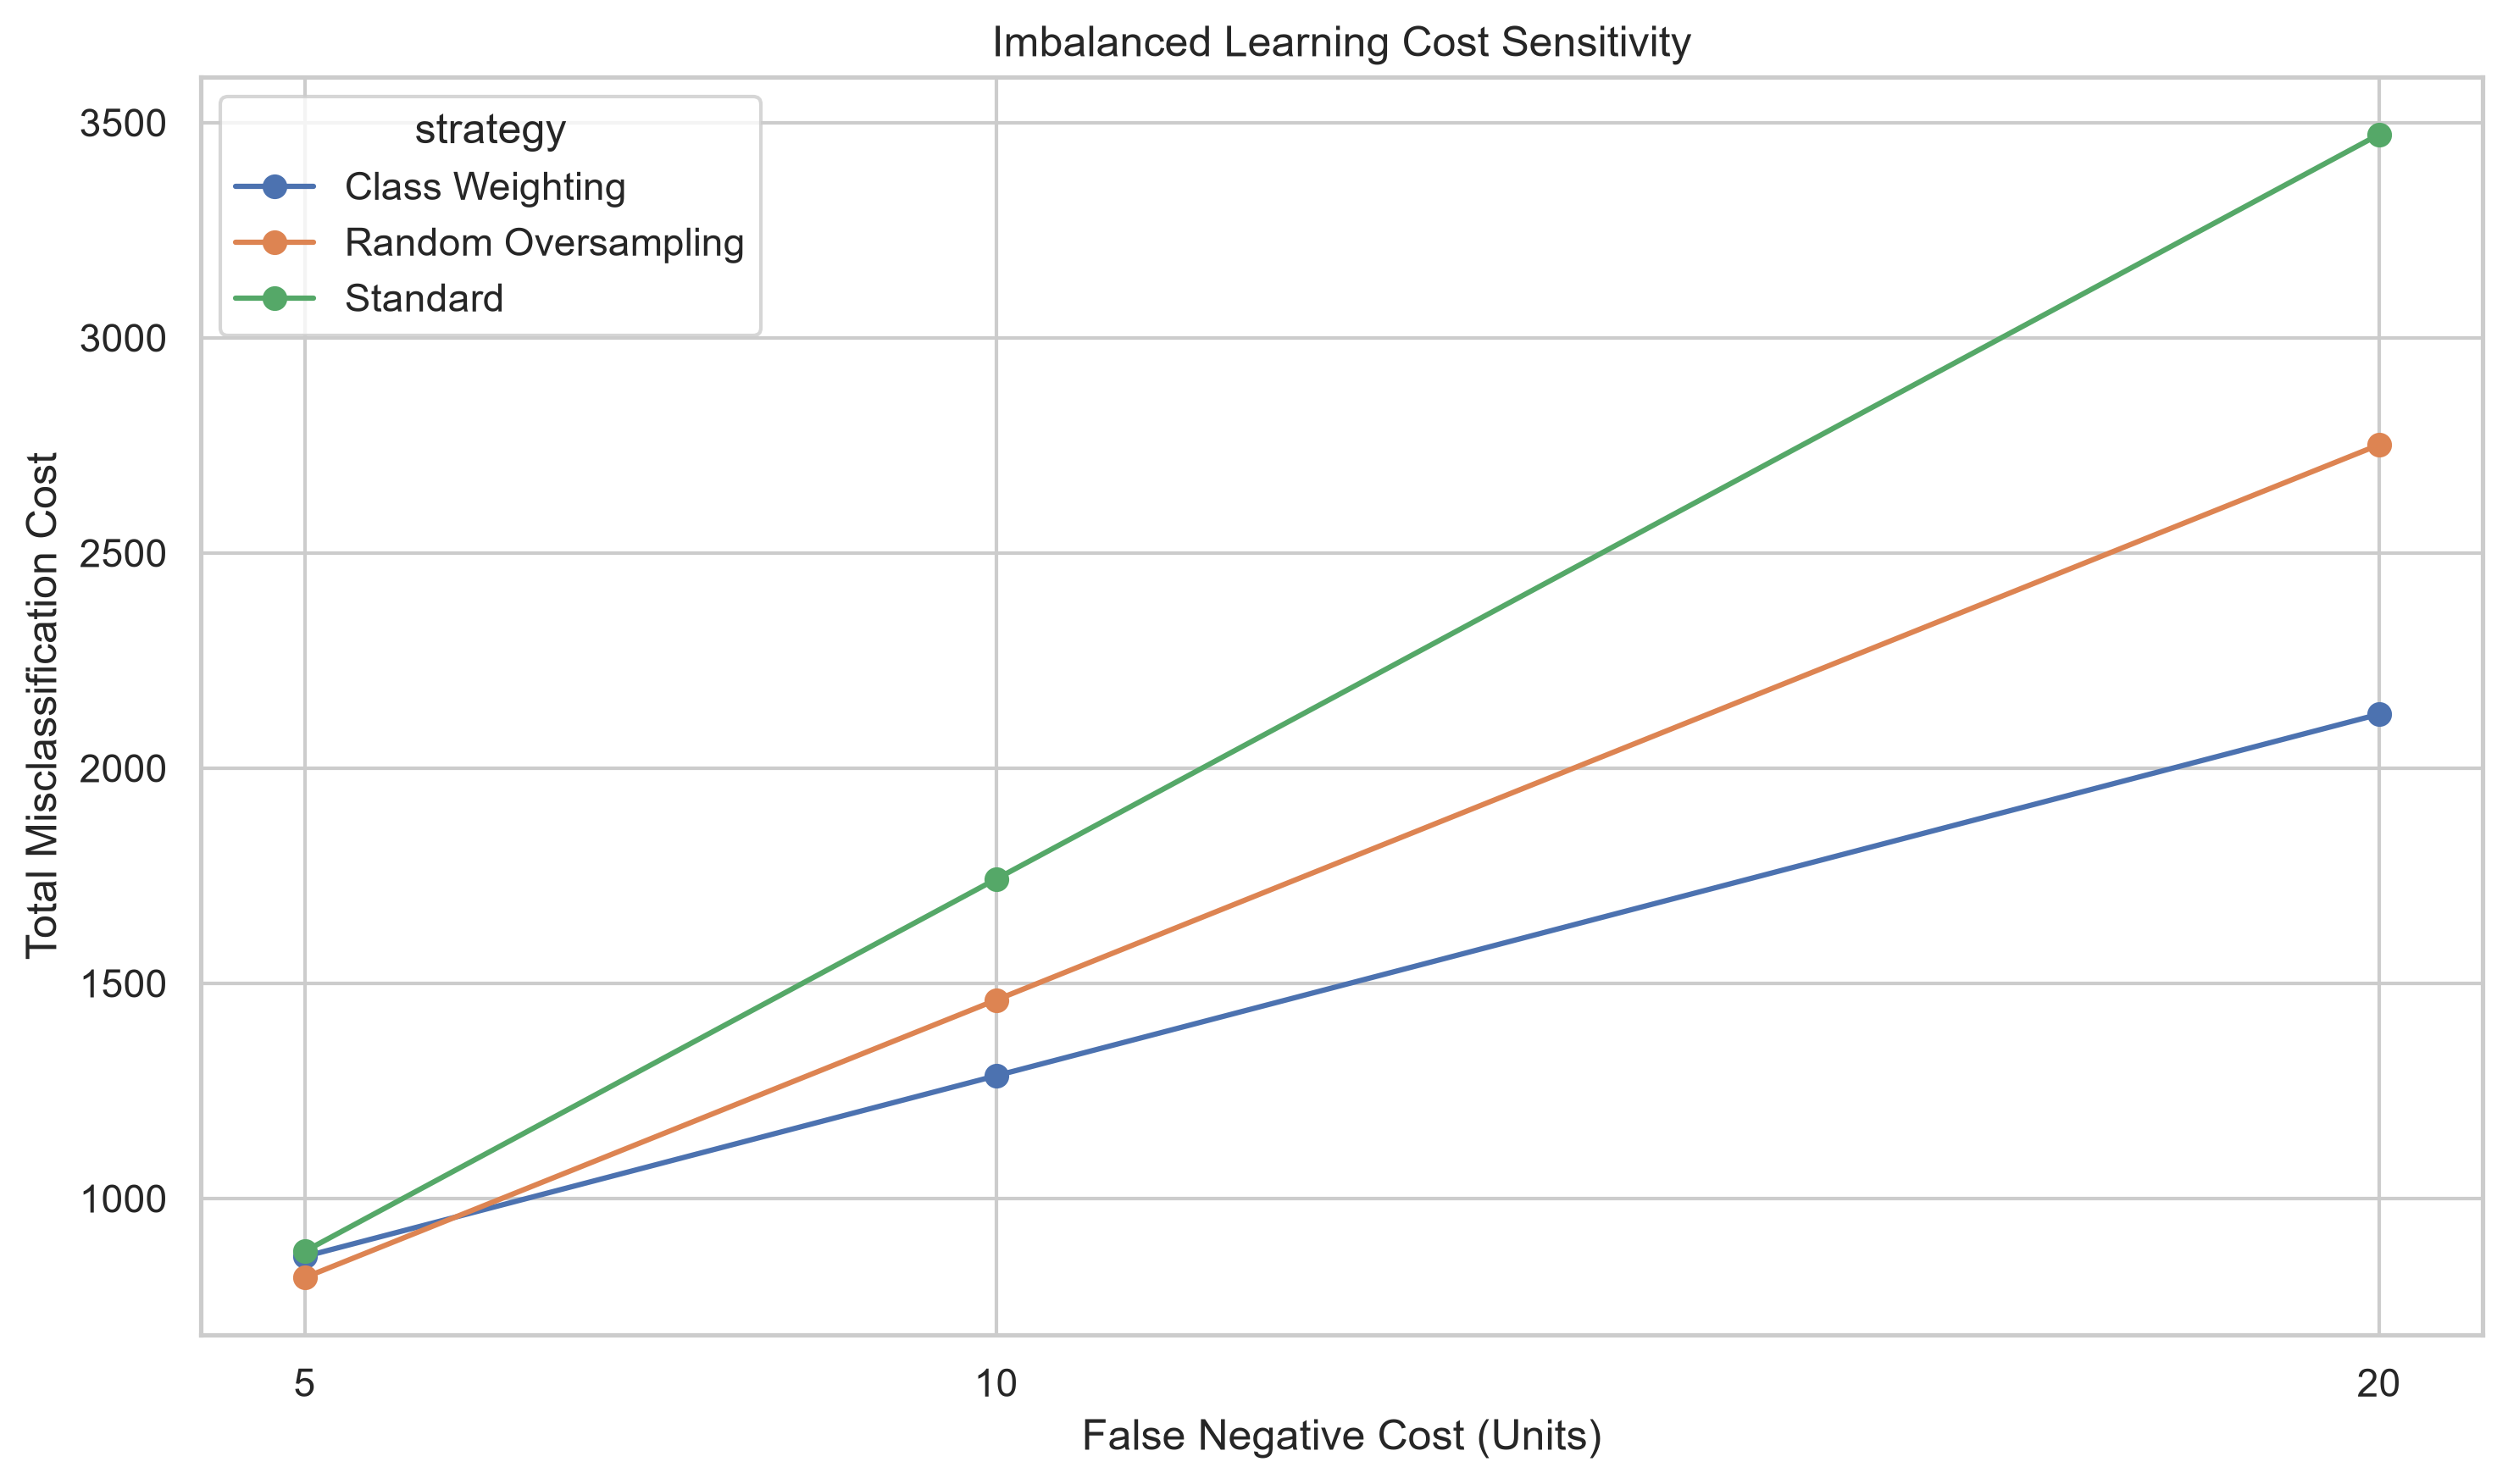 Imbalanced Learning Cost Sensitivity
strategy
Class Weighting
Random Oversampling
Standard
Total Misclassification Cost
3500
3000
2500
2000
1500
1000
5
10
20
False Negative Cost (Units)